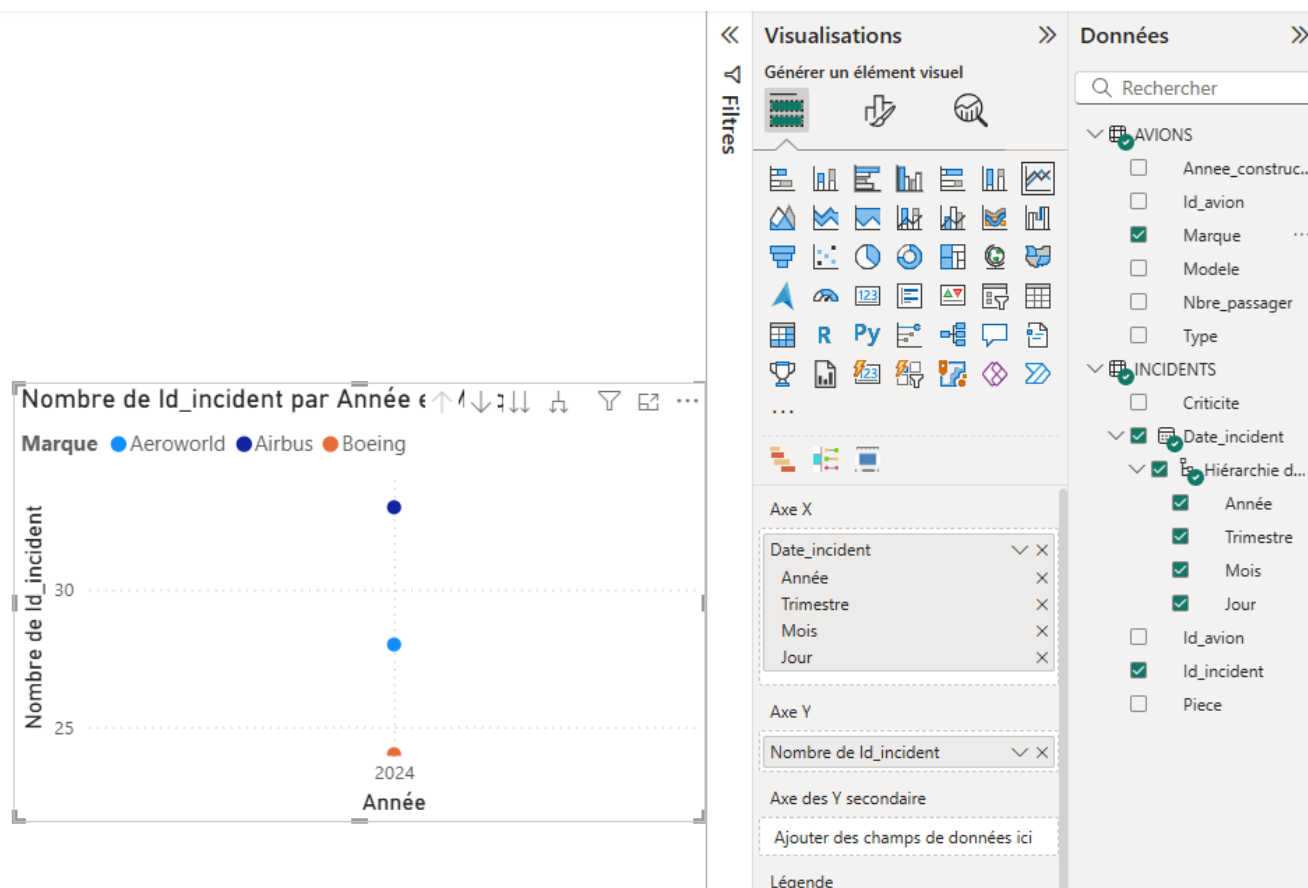 Nombre de Id_incident par Année e
Marque Aeroworld Airbus Boeing
Nombre de Id_incident
30
25
2024
Année
Filtres
Visualisations
Générer un élément visuel
123
R Py
123
...
Axe X
Date_incident
Année
Trimestre
Mois
Jour
Axe Y
Nombre de Id_incident
Axe des Y secondaire
Ajouter des champs de données ici
Légende
Données
Rechercher
AVIONS
Annee_construc...
Id_avion
Marque
Modele
Nbre_passager
Type
INCIDENTS
Criticite
Date_incident
Hiérarchie d...
Année
Trimestre
Mois
Jour
Id_avion
Id_incident
Piece